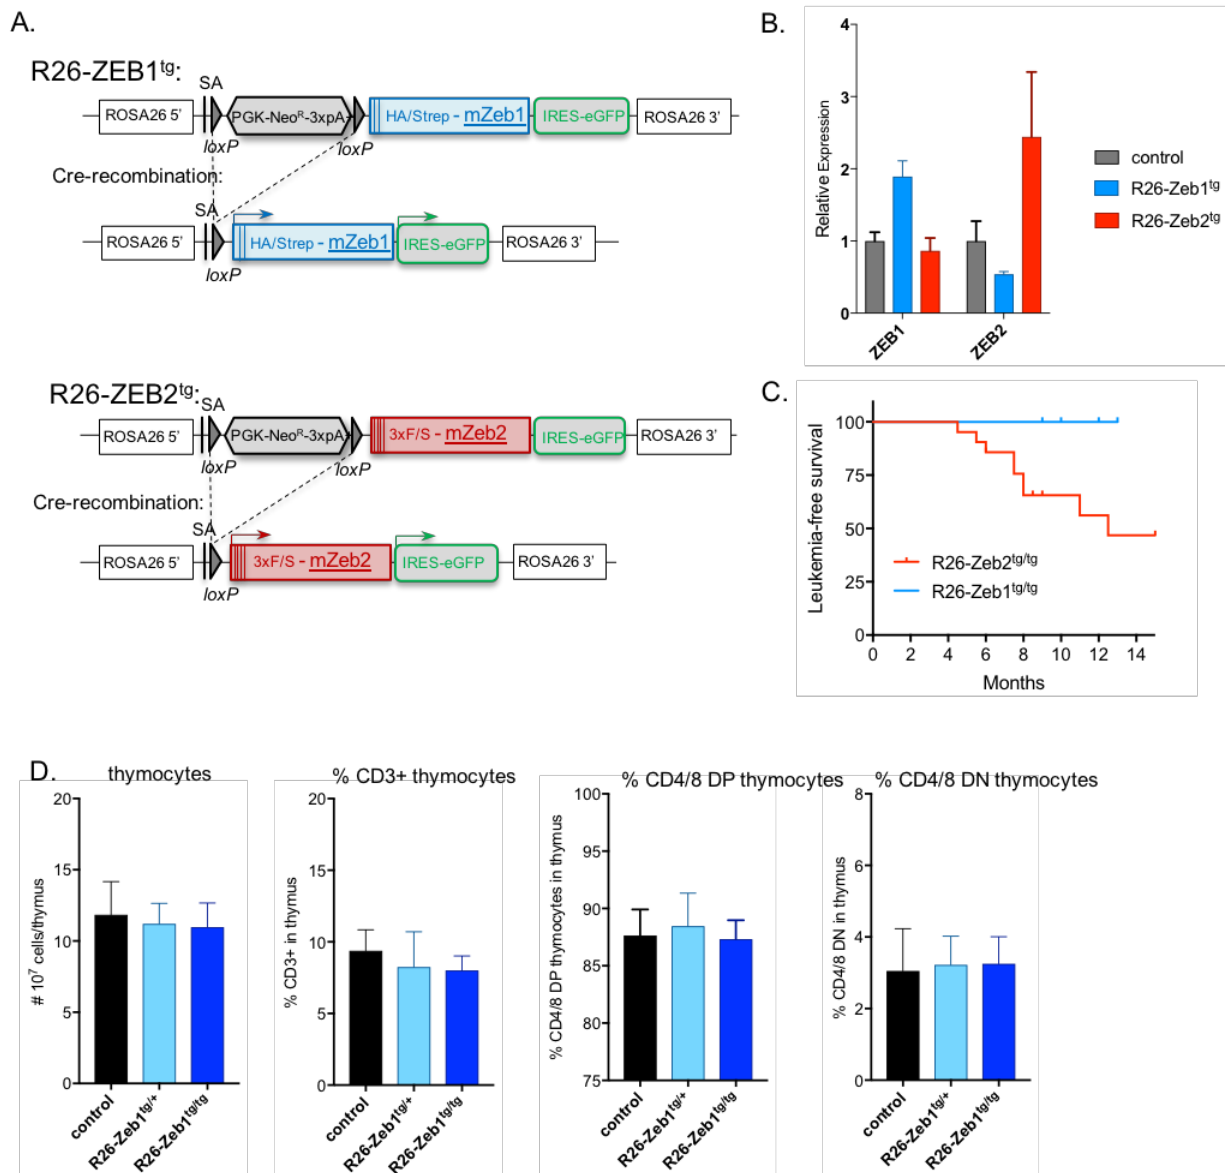 A.
R26-ZEB1tg:
SA
ROSA26 5’
PGK-NeoR-3xpA
HA/Strep - mZeb1
IRES-eGFP
ROSA26 3’
loxP
loxP
Cre-recombination:
SA
ROSA26 5’
HA/Strep - mZeb1
IRES-eGFP
ROSA26 3’
loxP
R26-ZEB2tg:
SA
ROSA26 5’
PGK-NeoR-3xpA
3xF/S - mZeb2
IRES-eGFP
ROSA26 3’
loxP
loxP
Cre-recombination:
SA
ROSA26 5’
3xF/S - mZeb2
IRES-eGFP
ROSA26 3’
loxP
B.
Relative Expression
4
3
2
1
0
ZEB1
ZEB2
control
R26-Zeb1tg
R26-Zeb2tg
C.
Leukemia-free survival
100
75
50
25
0
R26-Zeb2tg/tg
R26-Zeb1tg/tg
0 2 4 6 8 10 12 14
Months
D.
thymocytes
# 10⁷ cells/thymus
20
15
10
5
0
control
R26-Zeb1tg/+
R26-Zeb1tg/tg
% CD3+ thymocytes
% CD3+ in thymus
20
15
10
5
0
control
R26-Zeb1tg/+
R26-Zeb1tg/tg
% CD4/8 DP thymocytes
% CD4/8 DP thymocytes in thymus
100
95
90
85
80
75
control
R26-Zeb1tg/+
R26-Zeb1tg/tg
% CD4/8 DN thymocytes
% CD4/8 DN in thymus
8
6
4
2
0
control
R26-Zeb1tg/+
R26-Zeb1tg/tg